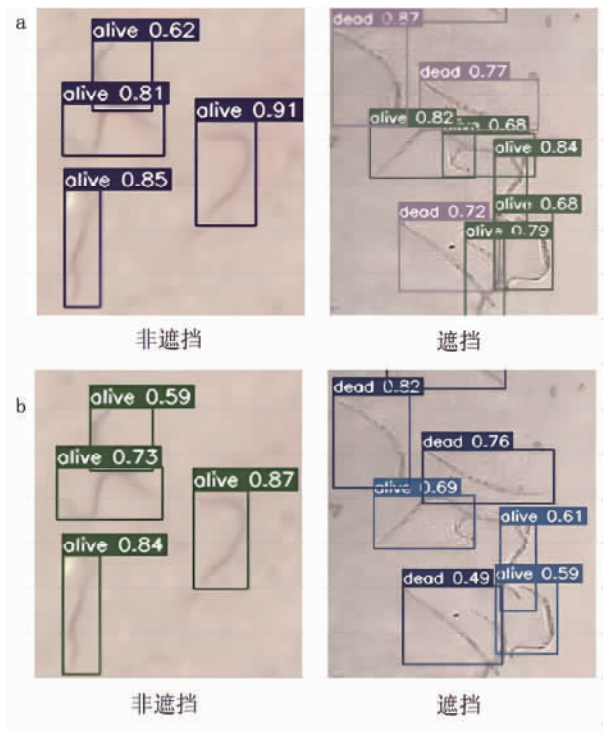 a
alive 0.62
alive 0.81
alive 0.91
alive 0.85
dead 0.87
dead 0.77
alive 0.82
alive 0.68
alive 0.84
dead 0.72
alive 0.68
alive 0.79
非遮挡
遮挡
b
alive 0.59
alive 0.73
alive 0.87
alive 0.84
dead 0.82
dead 0.76
alive 0.69
alive 0.61
dead 0.49
alive 0.59
非遮挡
遮挡